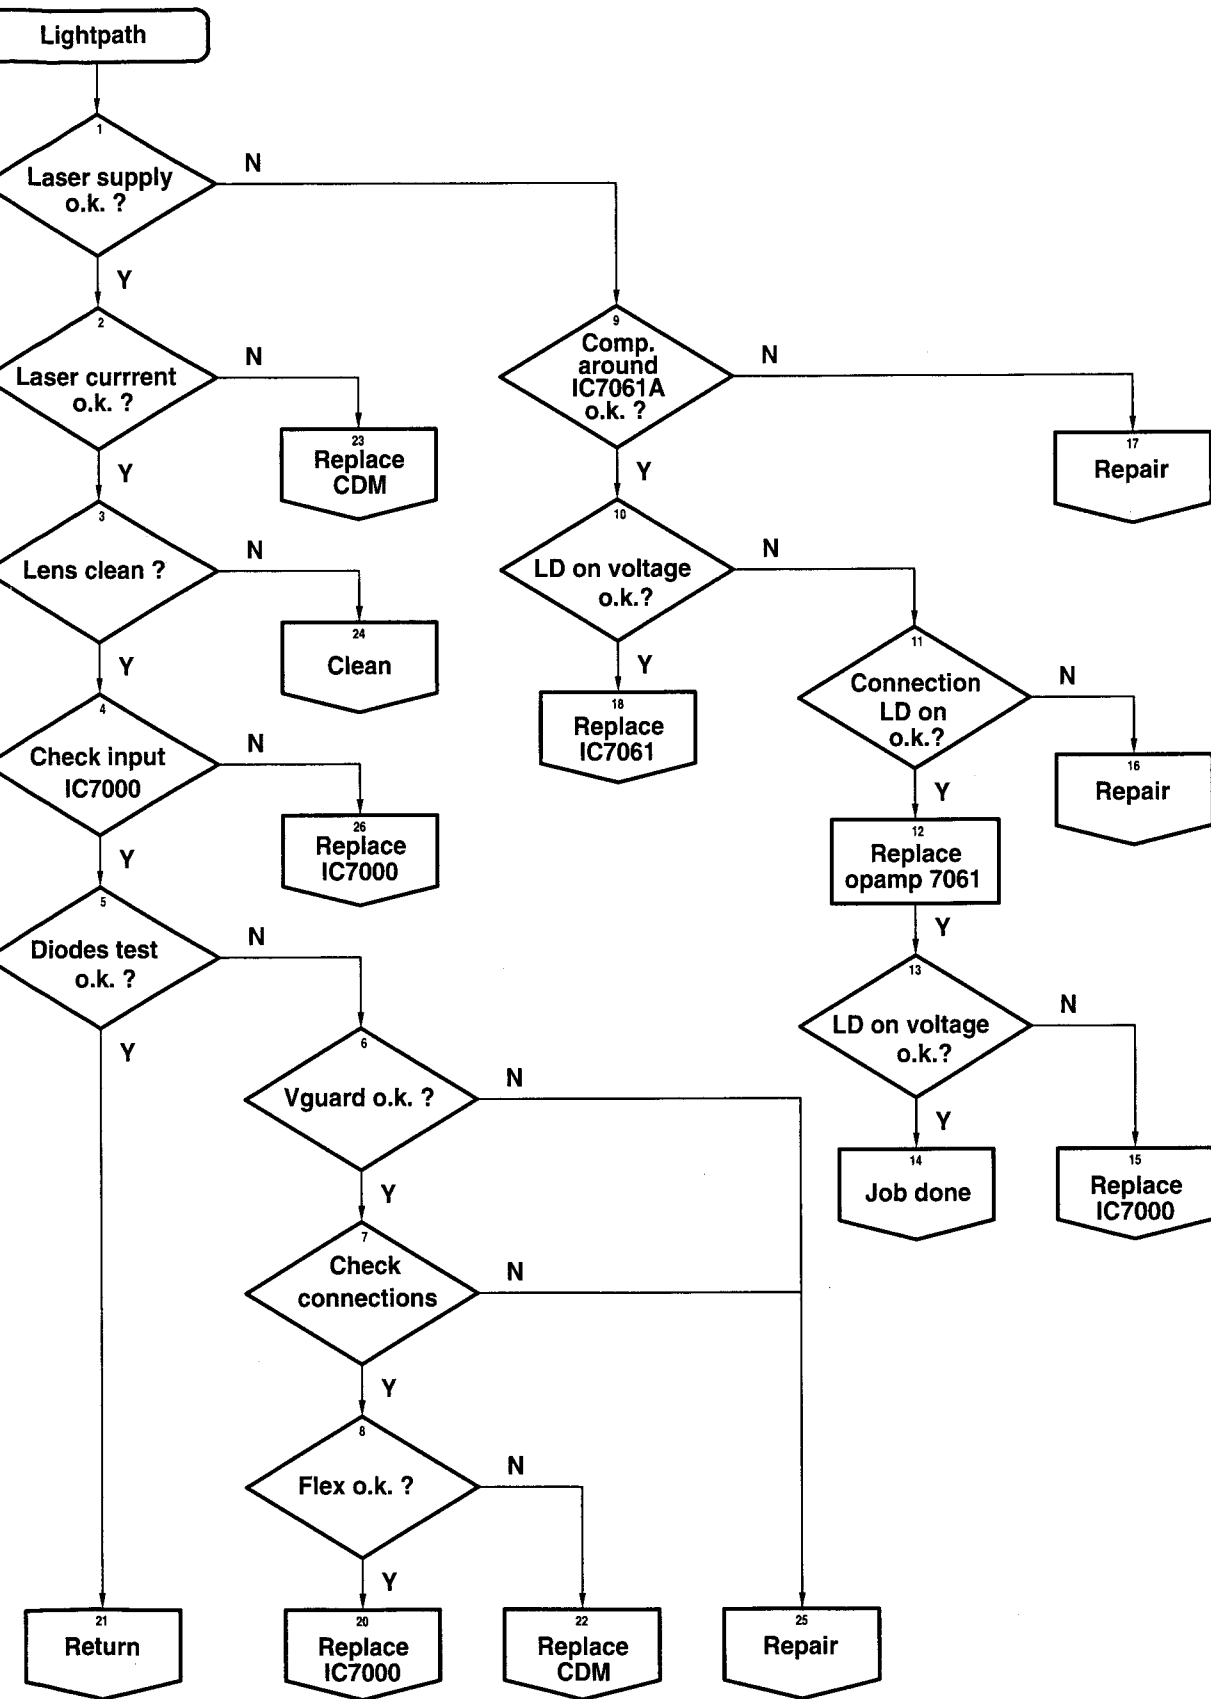 Lightpath
1
Laser supply
o.k. ?
N
Y
2
Laser currrent
o.k. ?
N
Y
23
Replace
CDM
3
Lens clean ?
N
Y
24
Clean
4
Check input
IC7000
N
Y
26
Replace
IC7000
5
Diodes test
o.k. ?
N
Y
6
Vguard o.k. ?
N
Y
7
Check
connections
N
Y
8
Flex o.k. ?
N
Y
21
Return
20
Replace
IC7000
22
Replace
CDM
25
Repair
9
Comp.
around
IC7061A
o.k. ?
N
Y
17
Repair
10
LD on voltage
o.k.?
N
Y
18
Replace
IC7061
11
Connection
LD on
o.k.?
N
Y
16
Repair
12
Replace
opamp 7061
Y
13
LD on voltage
o.k.?
N
Y
14
Job done
15
Replace
IC7000